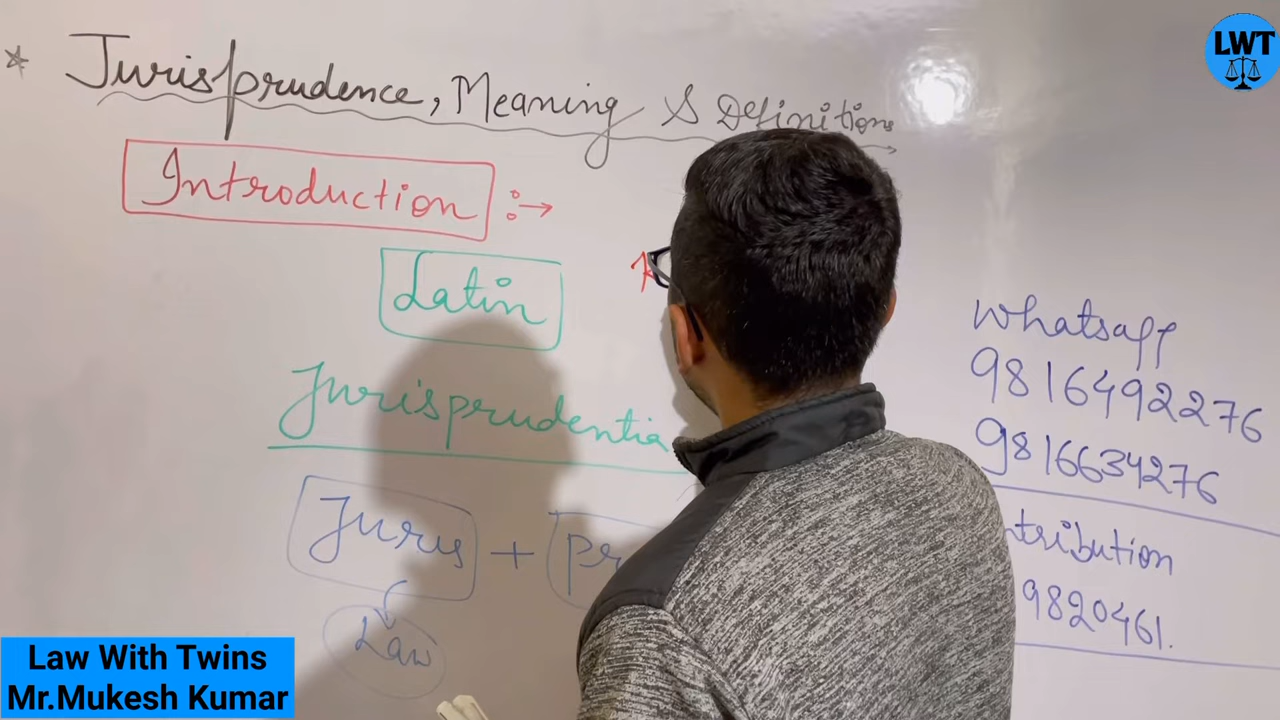 LWT
* Jurisprudence, Meaning & Definitions
Introduction :→
Latin
Jurisprudentia
Juris + pr
Law
Whatsapp
9816492276
9816634276
ntribution
9820461.
Law With Twins
Mr.Mukesh Kumar